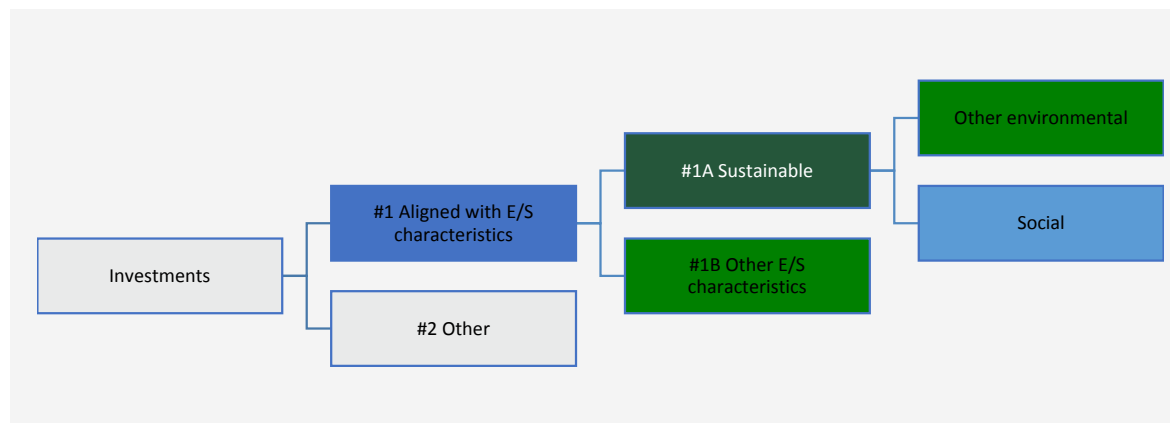 Investments
#1 Aligned with E/S
characteristics
#2 Other
#1A Sustainable
#1B Other E/S
characteristics
Other environmental
Social